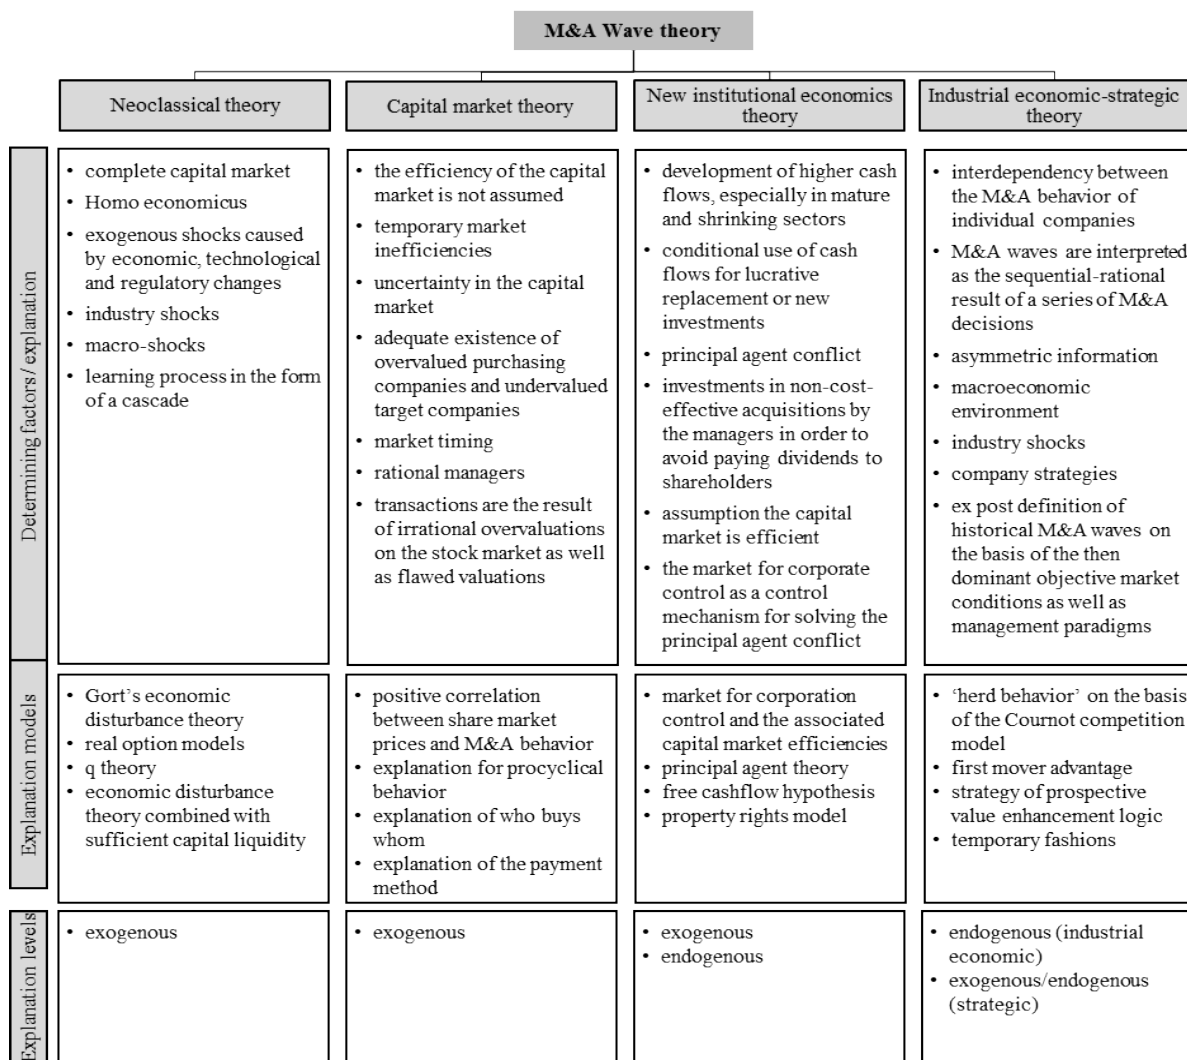 M&A Wave theory
Neoclassical theory
Capital market theory
New institutional economics
theory
Industrial economic-strategic
theory
Determining factors / explanation
• complete capital market
• Homo economicus
• exogenous shocks caused
by economic, technological
and regulatory changes
• industry shocks
• macro-shocks
• learning process in the form
of a cascade
• the efficiency of the capital
market is not assumed
• temporary market
inefficiencies
• uncertainty in the capital
market
• adequate existence of
overvalued purchasing
companies and undervalued
target companies
• market timing
• rational managers
• transactions are the result
of irrational overvaluations
on the stock market as well
as flawed valuations
• development of higher cash
flows, especially in mature
and shrinking sectors
• conditional use of cash
flows for lucrative
replacement or new
investments
• principal agent conflict
• investments in non-cost-
effective acquisitions by
the managers in order to
avoid paying dividends to
shareholders
• assumption the capital
market is efficient
• the market for corporate
control as a control
mechanism for solving the
principal agent conflict
• interdependency between
the M&A behavior of
individual companies
• M&A waves are interpreted
as the sequential-rational
result of a series of M&A
decisions
• asymmetric information
• macroeconomic
environment
• industry shocks
• company strategies
• ex post definition of
historical M&A waves on
the basis of the then
dominant objective market
conditions as well as
management paradigms
Explanation models
• Gort's economic
disturbance theory
• real option models
• q theory
• economic disturbance
theory combined with
sufficient capital liquidity
• positive correlation
between share market
prices and M&A behavior
• explanation for procyclical
behavior
• explanation of who buys
whom
• explanation of the payment
method
• market for corporation
control and the associated
capital market efficiencies
• principal agent theory
• free cashflow hypothesis
• property rights model
• 'herd behavior' on the basis
of the Cournot competition
model
• first mover advantage
• strategy of prospective
value enhancement logic
• temporary fashions
Explanation levels
• exogenous
• exogenous
• exogenous
• endogenous
• endogenous (industrial
economic)
• exogenous/endogenous
(strategic)